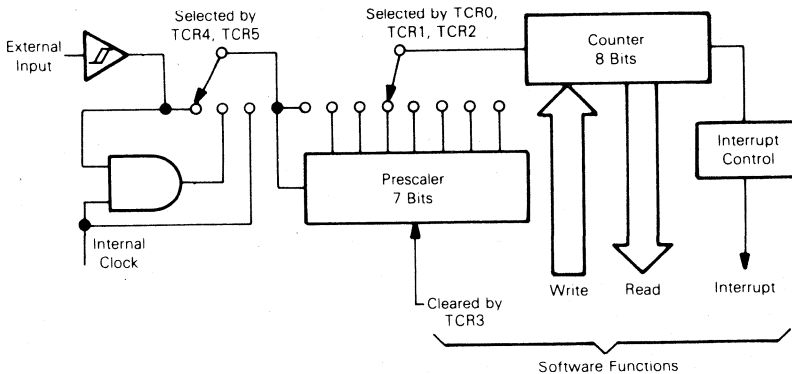 Selected by
TCR4, TCR5
Selected by TCR0,
TCR1, TCR2
External
Input
Counter
8 Bits
Interrupt
Control
Prescaler
7 Bits
Internal
Clock
Cleared by
TCR3
Write
Read
Interrupt
Software Functions